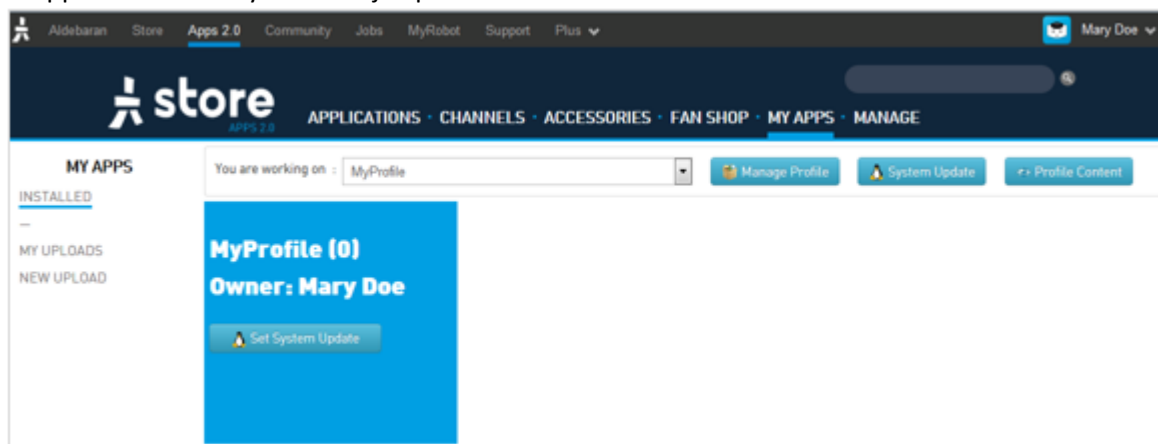 Aldebaran Store Apps 2.0 Community Jobs MyRobot Support Plus Mary Doe
store
APPS 2.0
APPLICATIONS · CHANNELS · ACCESSORIES · FAN SHOP · MY APPS · MANAGE
MY APPS
INSTALLED
–
MY UPLOADS
NEW UPLOAD
You are working on : MyProfile Manage Profile System Update Profile Content
MyProfile (0)
Owner: Mary Doe
Set System Update